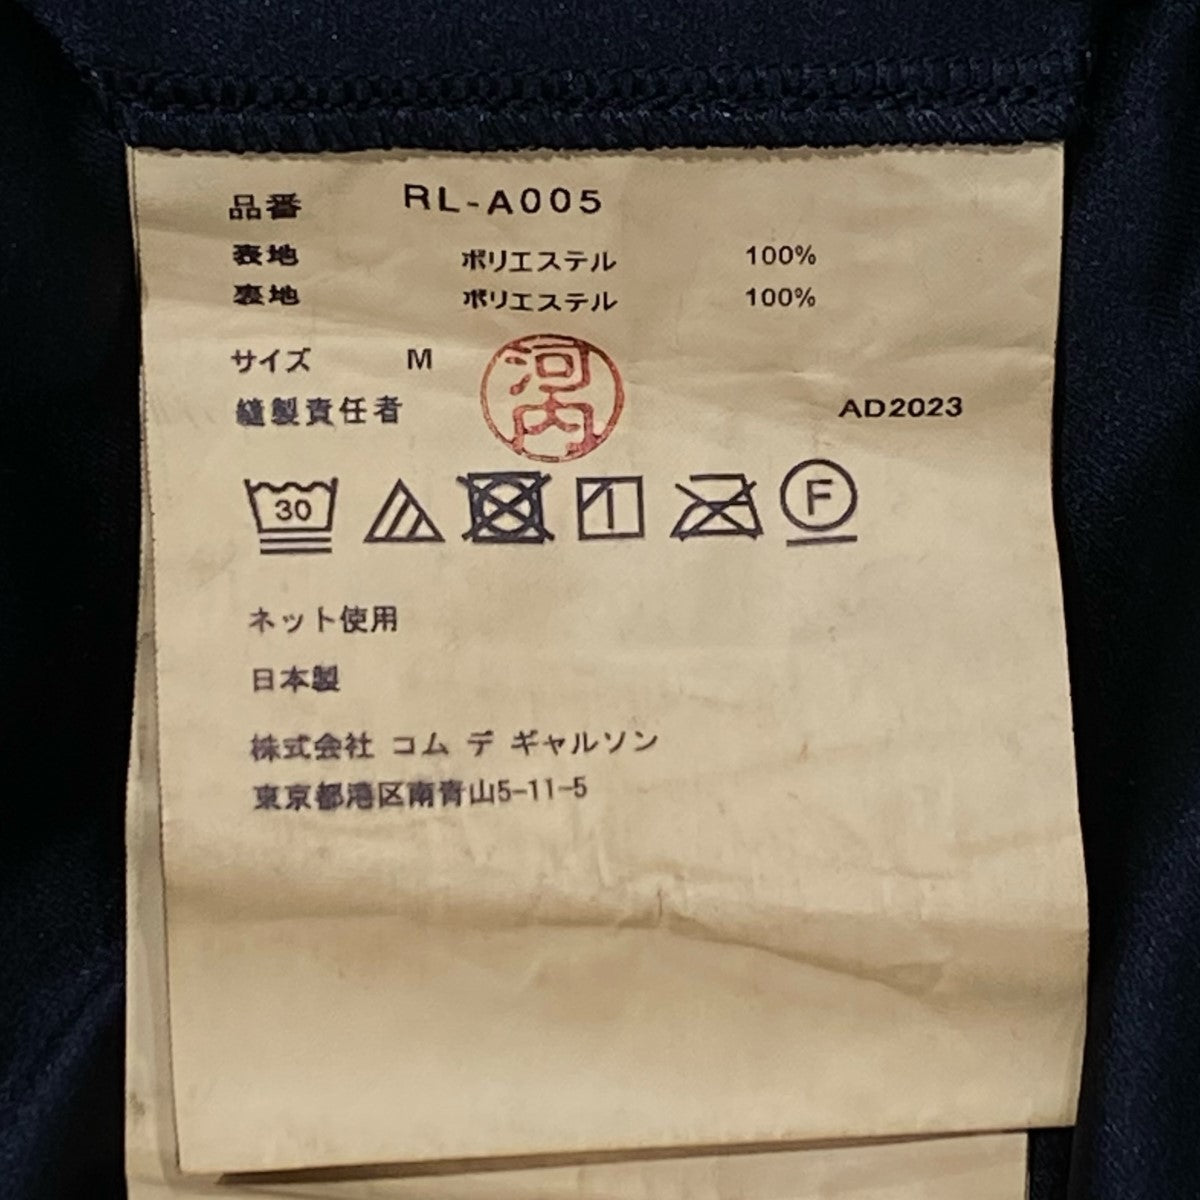 品番 RL-A005
表地 ポリエステル 100%
裏地 ポリエステル 100%
サイズ M
河内
縫製責任者 AD2023
30 F
ネット使用
日本製
株式会社 コム デ ギャルソン
東京都港区南青山5-11-5